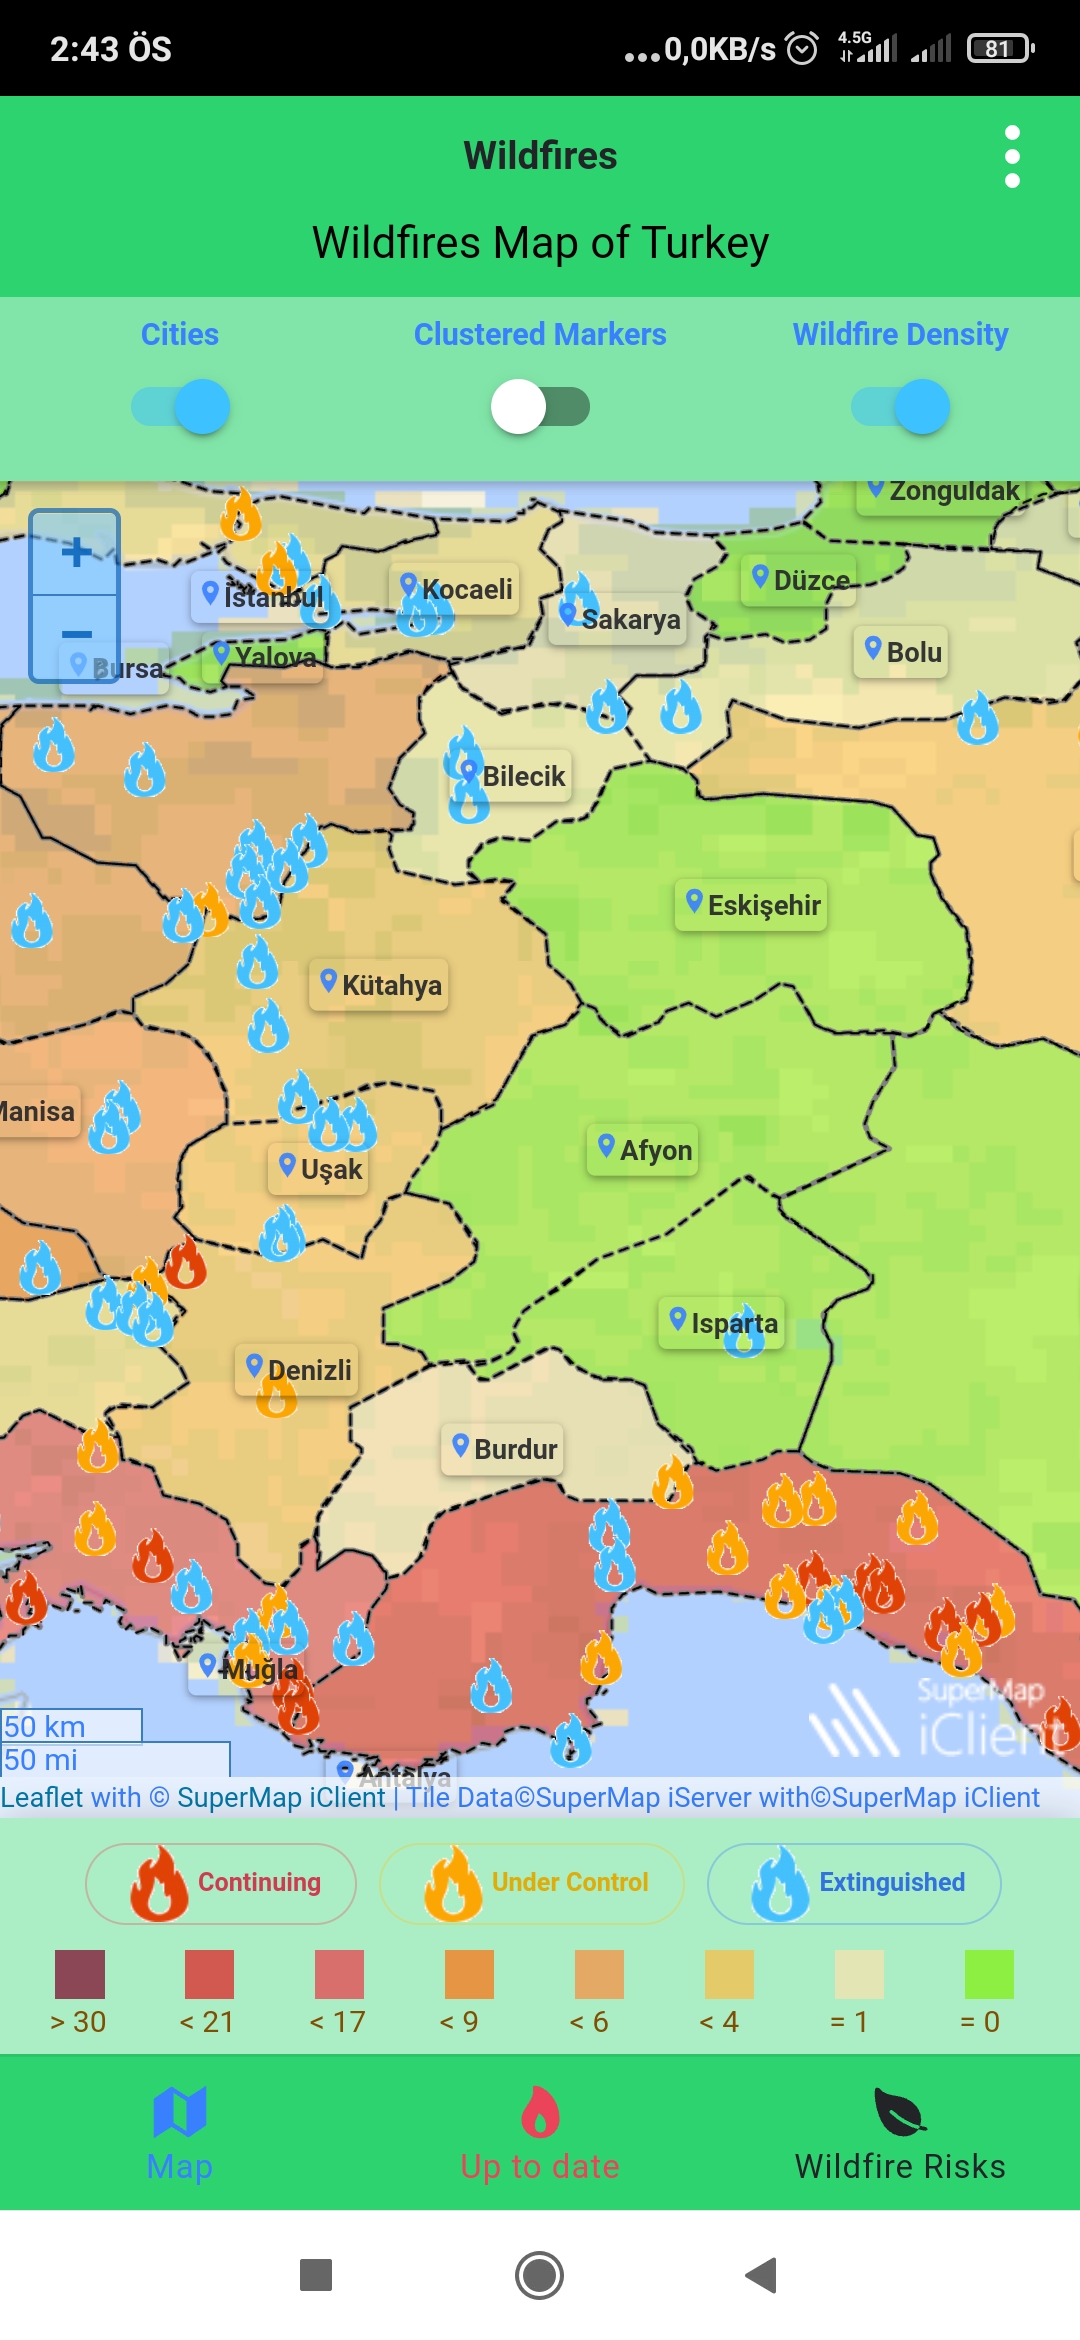 2:43 ÖS
...0,0KB/s
4.5G
81
Wildfires
Wildfires Map of Turkey
Cities
Clustered Markers
Wildfire Density
Zonguldak
+
−
İstanbul
Kocaeli
Sakarya
Düzce
Bolu
Bursa
Yalova
Bilecik
Eskişehir
Kütahya
Manisa
Uşak
Afyon
Isparta
Denizli
Burdur
Muğla
Antalya
SuperMap
iClient
50 km
50 mi
Leaflet with © SuperMap iClient | Tile Data©SuperMap iServer with©SuperMap iClient
Continuing
Under Control
Extinguished
> 30
< 21
< 17
< 9
< 6
< 4
= 1
= 0
Map
Up to date
Wildfire Risks